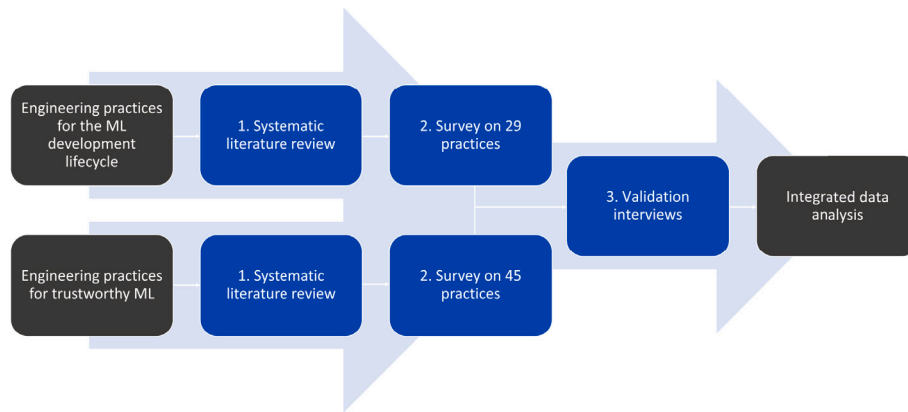 Engineering practices
for the ML
development
lifecycle
1. Systematic
literature review
2. Survey on 29
practices
3. Validation
interviews
Integrated data
analysis
Engineering practices
for trustworthy ML
1. Systematic
literature review
2. Survey on 45
practices